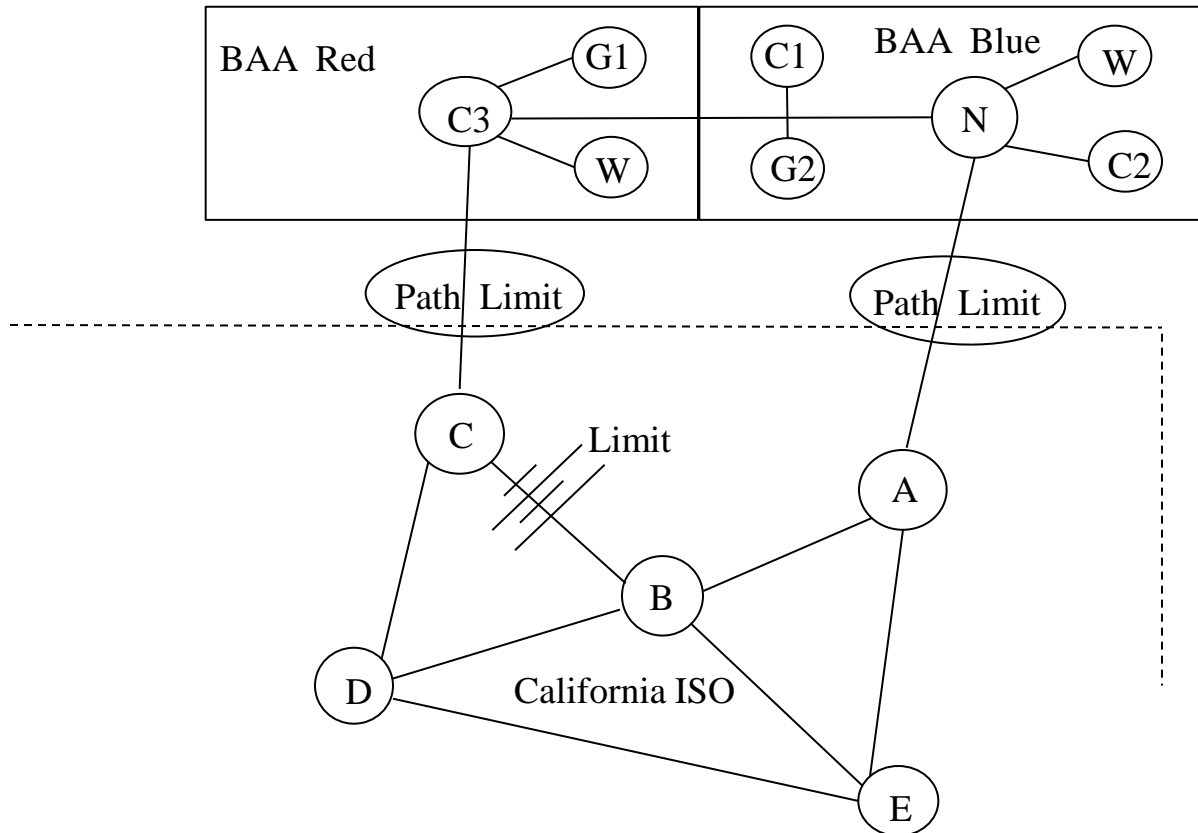 BAA Red
G1
C1
BAA Blue
W
C3
N
W
G2
C2
Path Limit
Path Limit
C
Limit
A
B
D
California ISO
E